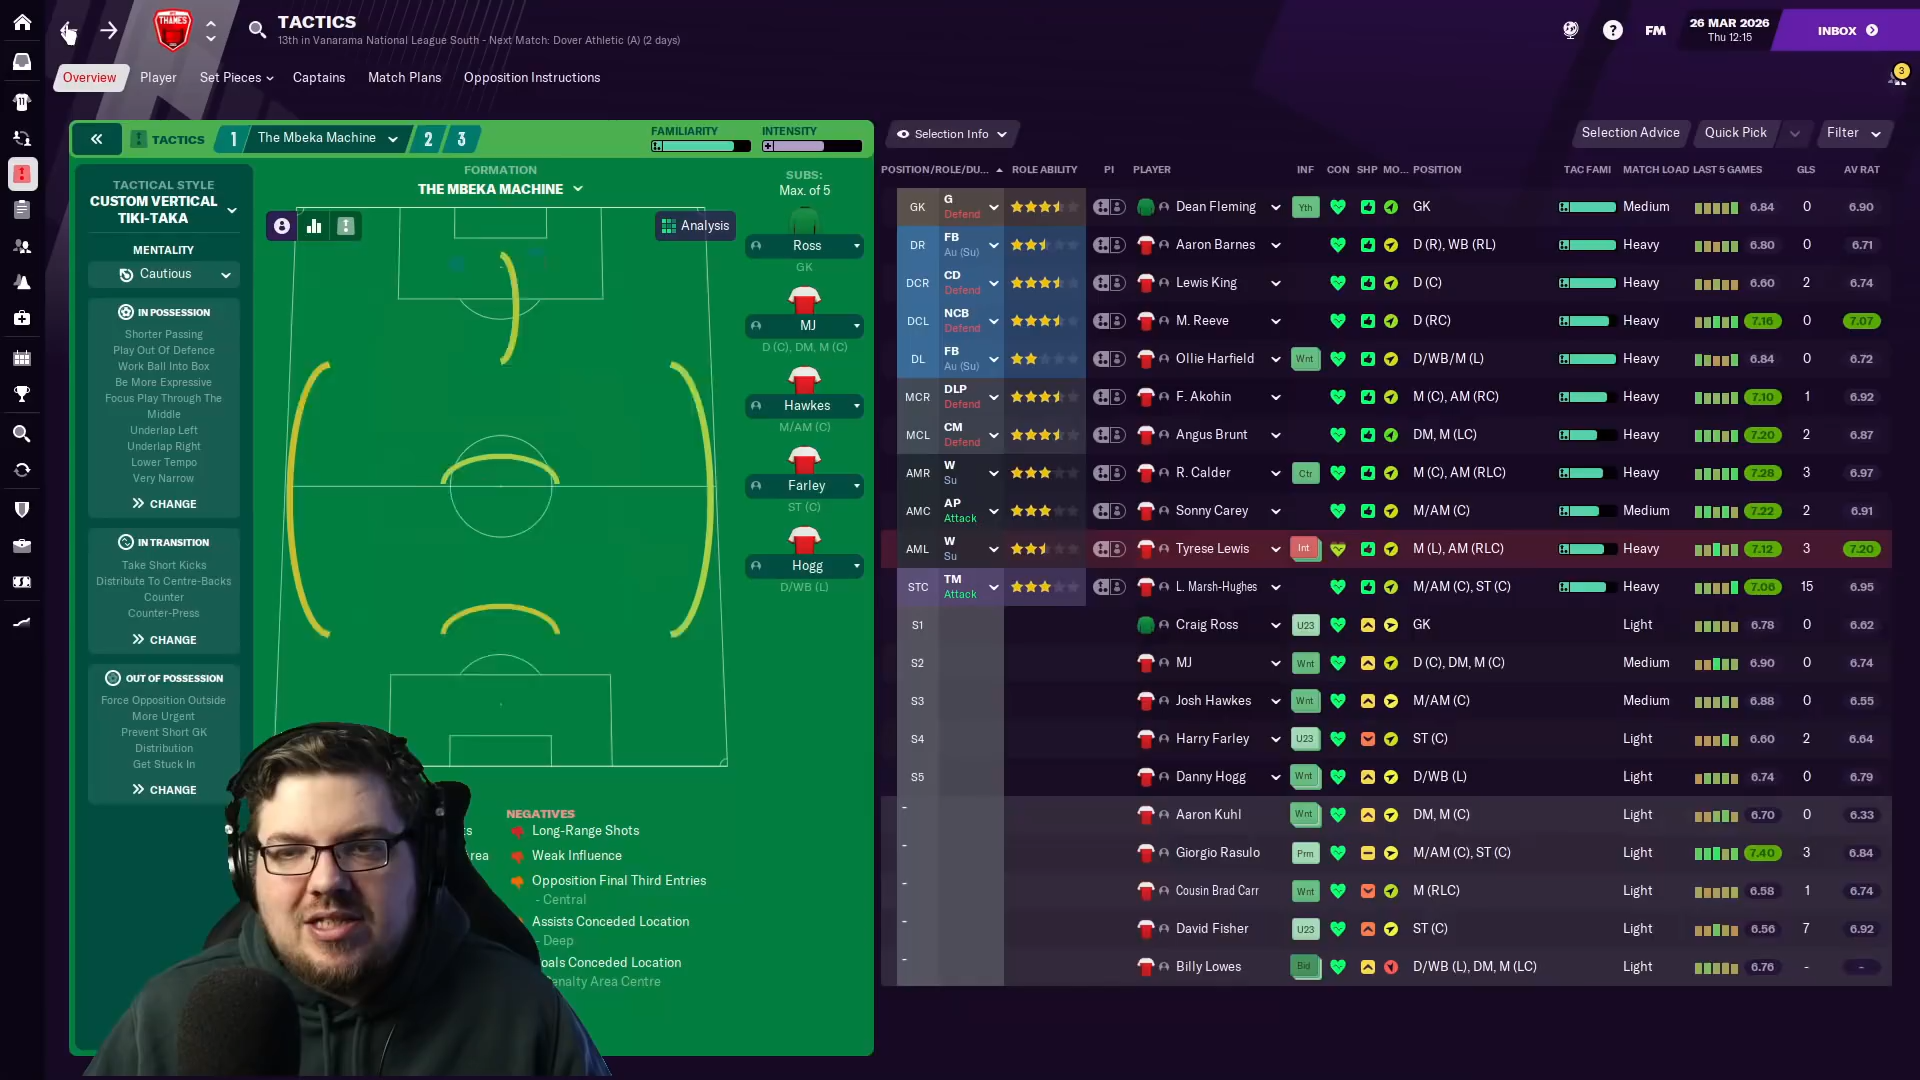 THAMES
TACTICS
13th in Vanarama National League South - Next Match: Dover Athletic (A) (2 days)
FM
26 MAR 2026
Thu 12:15
INBOX
3
Overview
Player
Set Pieces
Captains
Match Plans
Opposition Instructions
TACTICS
1
The Mbeka Machine
2
3
FAMILIARITY
INTENSITY
TACTICAL STYLE
CUSTOM VERTICAL
TIKI-TAKA
MENTALITY
Cautious
IN POSSESSION
Shorter Passing
Play Out Of Defence
Work Ball Into Box
Be More Expressive
Focus Play Through The
Middle
Underlap Left
Underlap Right
Lower Tempo
Very Narrow
CHANGE
IN TRANSITION
Take Short Kicks
Distribute To Centre-Backs
Counter
Counter-Press
CHANGE
OUT OF POSSESSION
Force Opposition Outside
More Urgent
Prevent Short GK
Distribution
Get Stuck In
CHANGE
FORMATION
THE MBEKA MACHINE
Analysis
SUBS:
Max. of 5
Ross
GK
MJ
D (C), DM, M (C)
Hawkes
M/AM (C)
Farley
ST (C)
Hogg
D/WB (L)
NEGATIVES
Long-Range Shots
Weak Influence
Opposition Final Third Entries
- Central
Assists Conceded Location
- Deep
oals Conceded Location
enalty Area Centre
Selection Info
Selection Advice
Quick Pick
Filter
POSITION/ROLE/DU... ROLE ABILITY PI PLAYER INF CON SHP MO... POSITION TAC FAMI MATCH LOAD LAST 5 GAMES GLS AV RAT
GK G Defend Dean Fleming Yth GK Medium 6.84 0 6.90
DR FB Au (Su) Aaron Barnes D (R), WB (RL) Heavy 6.80 0 6.71
DCR CD Defend Lewis King D (C) Heavy 6.60 2 6.74
DCL NCB Defend M. Reeve D (RC) Heavy 7.16 0 7.07
DL FB Au (Su) Ollie Harfield Wnt D/WB/M (L) Heavy 6.84 0 6.72
MCR DLP Defend F. Akohin M (C), AM (RC) Heavy 7.10 1 6.92
MCL CM Defend Angus Brunt DM, M (LC) Heavy 7.20 2 6.87
AMR W Su R. Calder Ctr M (C), AM (RLC) Heavy 7.28 3 6.97
AMC AP Attack Sonny Carey M/AM (C) Medium 7.22 2 6.91
AML W Su Tyrese Lewis Int M (L), AM (RLC) Heavy 7.12 3 7.20
STC TM Attack L. Marsh-Hughes M/AM (C), ST (C) Heavy 7.06 15 6.95
S1 Craig Ross U23 GK Light 6.78 0 6.62
S2 MJ Wnt D (C), DM, M (C) Medium 6.90 0 6.74
S3 Josh Hawkes Wnt M/AM (C) Medium 6.88 0 6.55
S4 Harry Farley U23 ST (C) Light 6.60 2 6.64
S5 Danny Hogg Wnt D/WB (L) Light 6.74 0 6.79
- Aaron Kuhl Wnt DM, M (C) Light 6.70 0 6.33
- Giorgio Rasulo Prm M/AM (C), ST (C) Light 7.40 3 6.84
- Cousin Brad Carr Wnt M (RLC) Light 6.58 1 6.74
- David Fisher U23 ST (C) Light 6.56 7 6.92
- Billy Lowes Bid D/WB (L), DM, M (LC) Light 6.76 - -